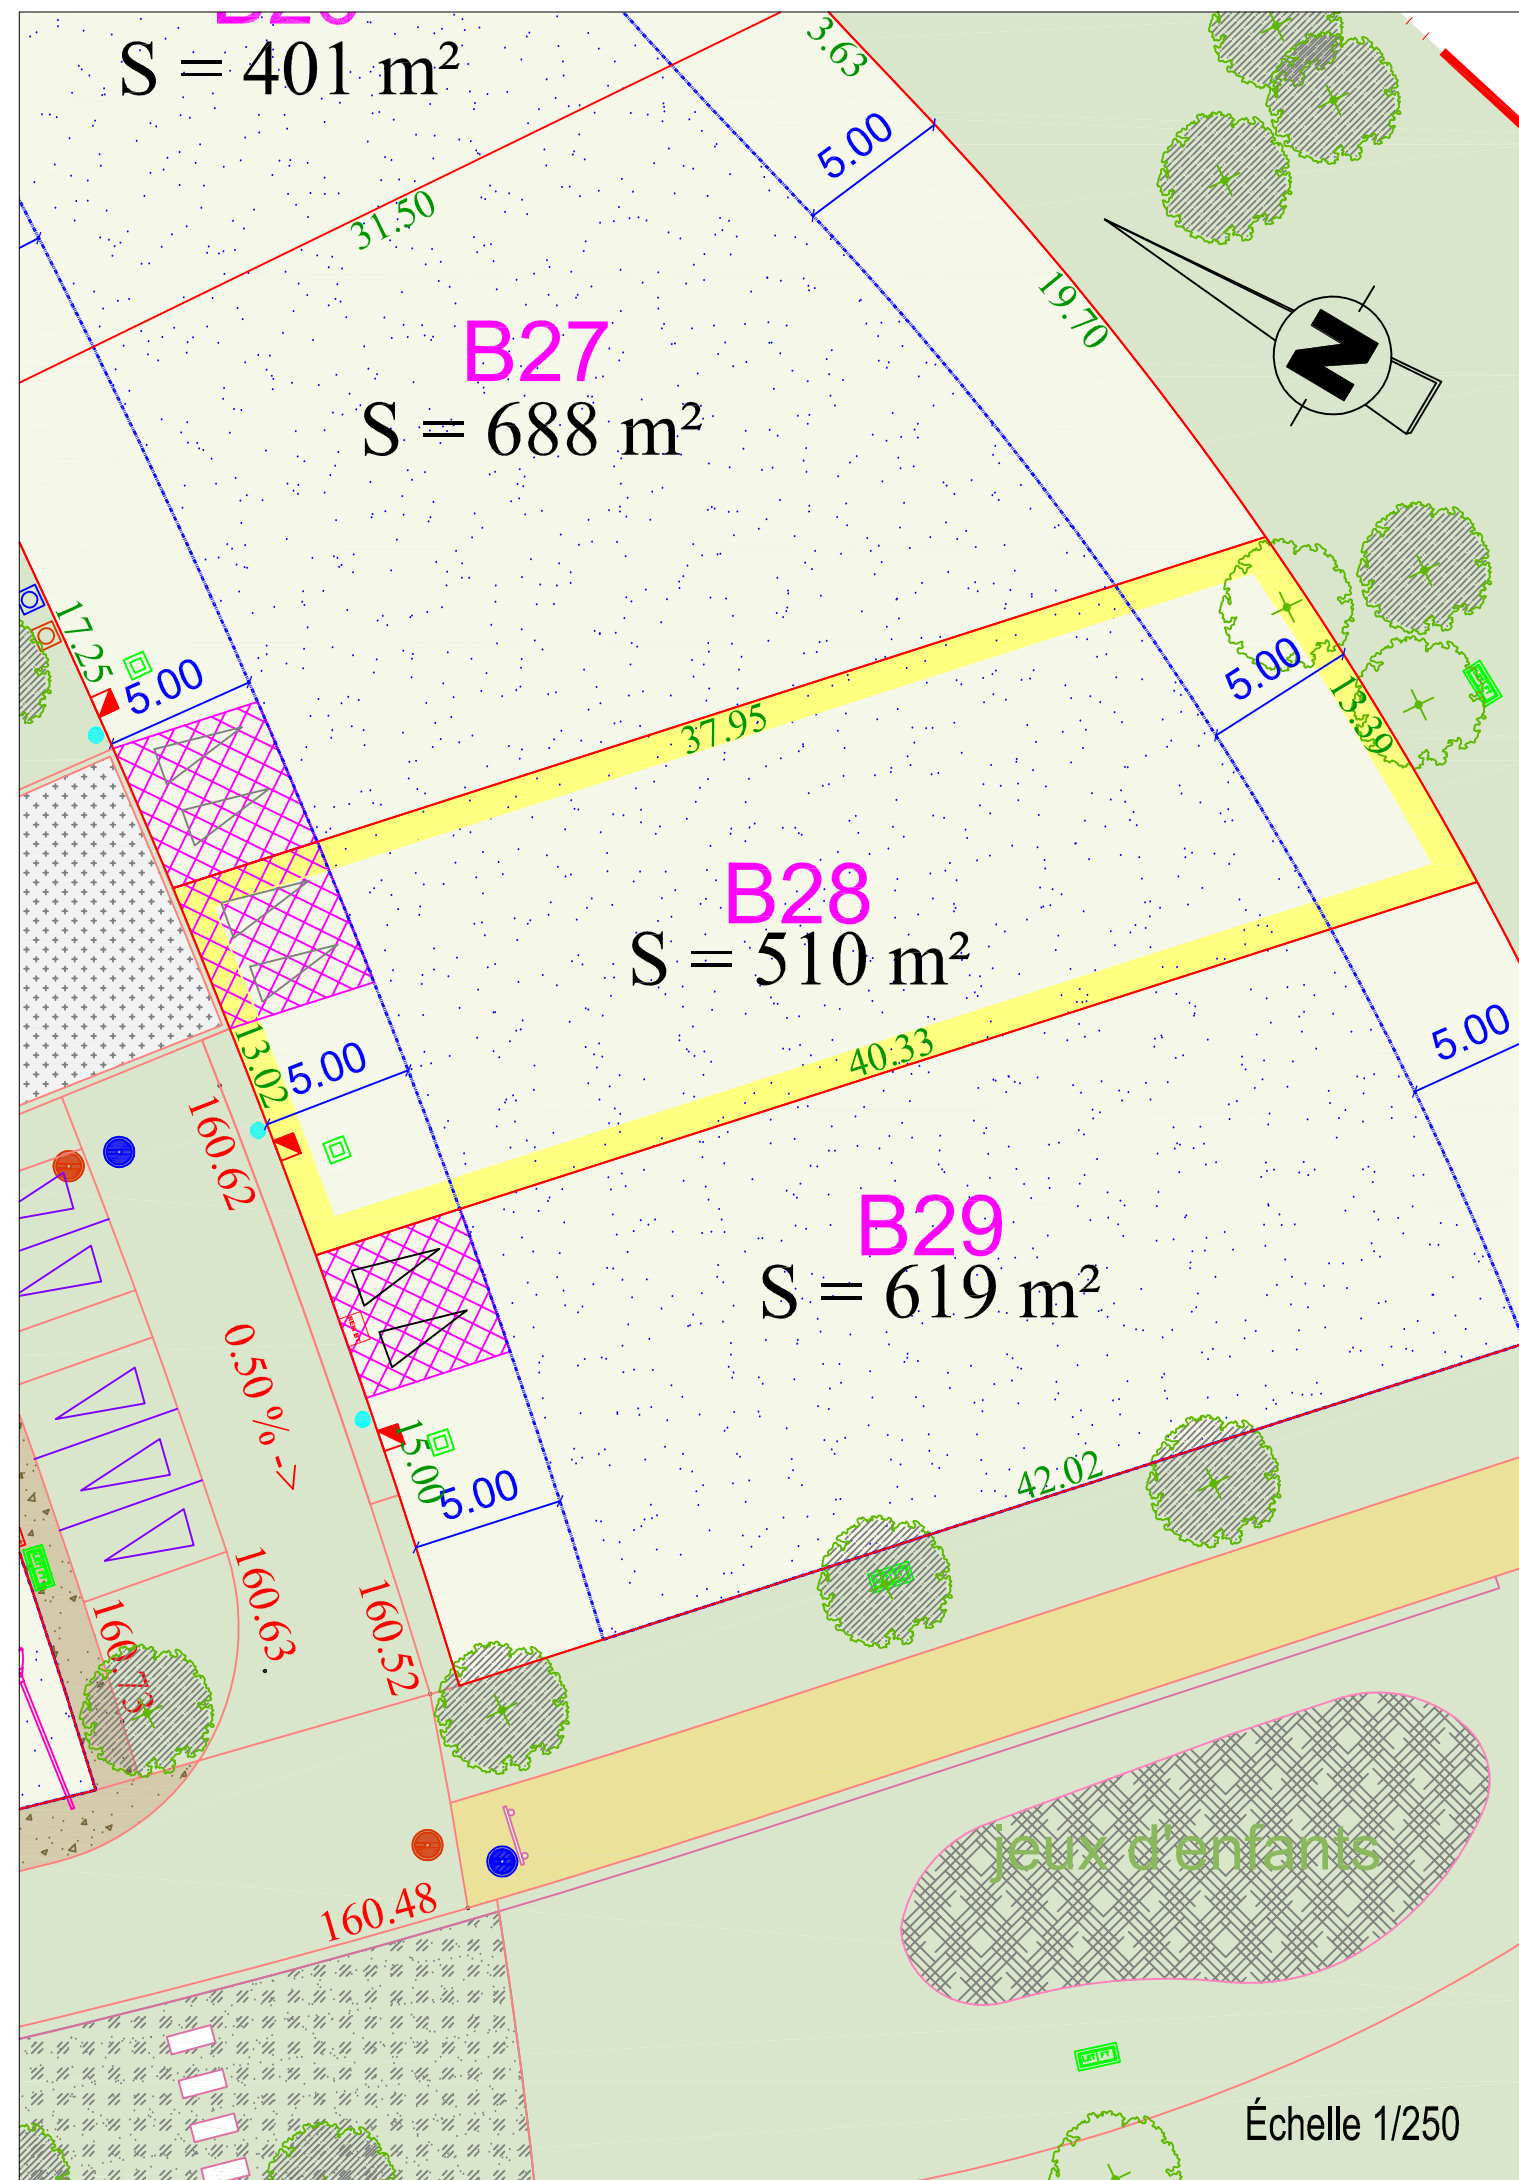 S = 401 m²
3.63
5.00
31.50
19.70
N
B27
S = 688 m²
17.25
5.00
37.95
5.00
13.39
B28
S = 510 m²
13.02
5.00
40.33
5.00
160.62
B29
S = 619 m²
0.50 % ->
15.00
5.00
42.02
160.63
160.52
160.73
160.48
jeux d'enfants
Échelle 1/250